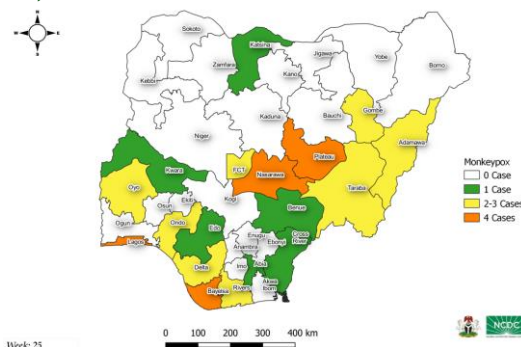 Sokoto
Katsina
Jigawa
Yobe
Borno
Zamfara
Kano
Kebbi
Kaduna
Bauchi
Gombe
Adamawa
Niger
Plateau
FCT
Nasarawa
Taraba
Kwara
Oyo
Kogi
Benue
Osun
Ekiti
Ogun
Ondo
Edo
Enugu
Cross
River
Lagos
Anambra
Ebonyi
Delta
Imo
Abia
Akwa
Ibom
Bayelsa
Rivers
Monkeypox
0 Case
1 Case
2-3 Cases
4 Cases
Week: 25
0 100 200 300 400 km
NCDC